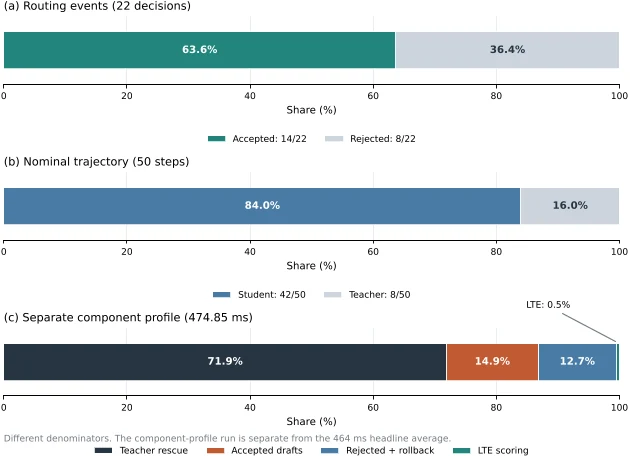 (a) Routing events (22 decisions)
63.6% 36.4%
0 20 40 60 80 100
Share (%)
Accepted: 14/22 Rejected: 8/22
(b) Nominal trajectory (50 steps)
84.0% 16.0%
0 20 40 60 80 100
Share (%)
Student: 42/50 Teacher: 8/50
LTE: 0.5%
(c) Separate component profile (474.85 ms)
71.9% 14.9% 12.7%
0 20 40 60 80 100
Share (%)
Different denominators. The component-profile run is separate from the 464 ms headline average.
Teacher rescue Accepted drafts Rejected + rollback LTE scoring